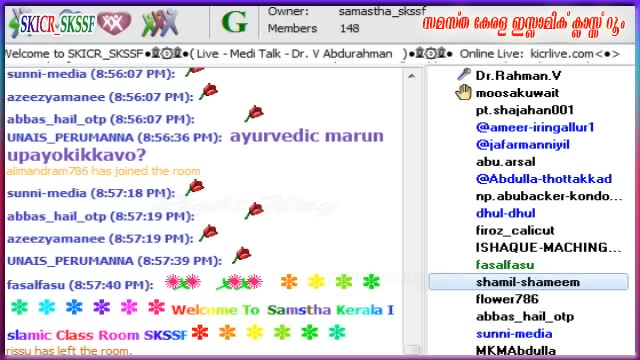 SKICR_SKSSF
G
Owner: samastha_skssf
Members 148
സമസ്ത കേരള ഇസ്ലാമിക് ക്ലാസ്സ് റൂം
Welcome to SKICR_SKSSF•۞•( Live - Medi Talk - Dr. V Abdurahman )•۞• Online Live: kicrlive.com <
sunni-media (8:56:07 PM):
azeezyamanee (8:56:07 PM):
abbas_hail_otp (8:56:07 PM):
UNAIS_PERUMANNA (8:56:36 PM): ayurvedic marun
upayokikkavo?
alimandram786 has joined the room
sunni-media (8:57:18 PM):
abbas_hail_otp (8:57:19 PM):
azeezyamanee (8:57:19 PM):
UNAIS_PERUMANNA (8:57:39 PM):
fasalfasu (8:57:40 PM):
Welcome To Samstha Kerala I
slamic Class Room SKSSF
rissu has left the room.
Dr.Rahman.V
moosakuwait
pt.shajahan001
@ameer-iringallur1
@jafarmanniyil
abu.arsal
@Abdulla-thottakkad
np.abubacker-kondo...
dhul-dhul
firoz_calicut
ISHAQUE-MACHING...
fasalfasu
shamil-shameem
flower786
abbas_hail_otp
sunni-media
MKMAbdulla